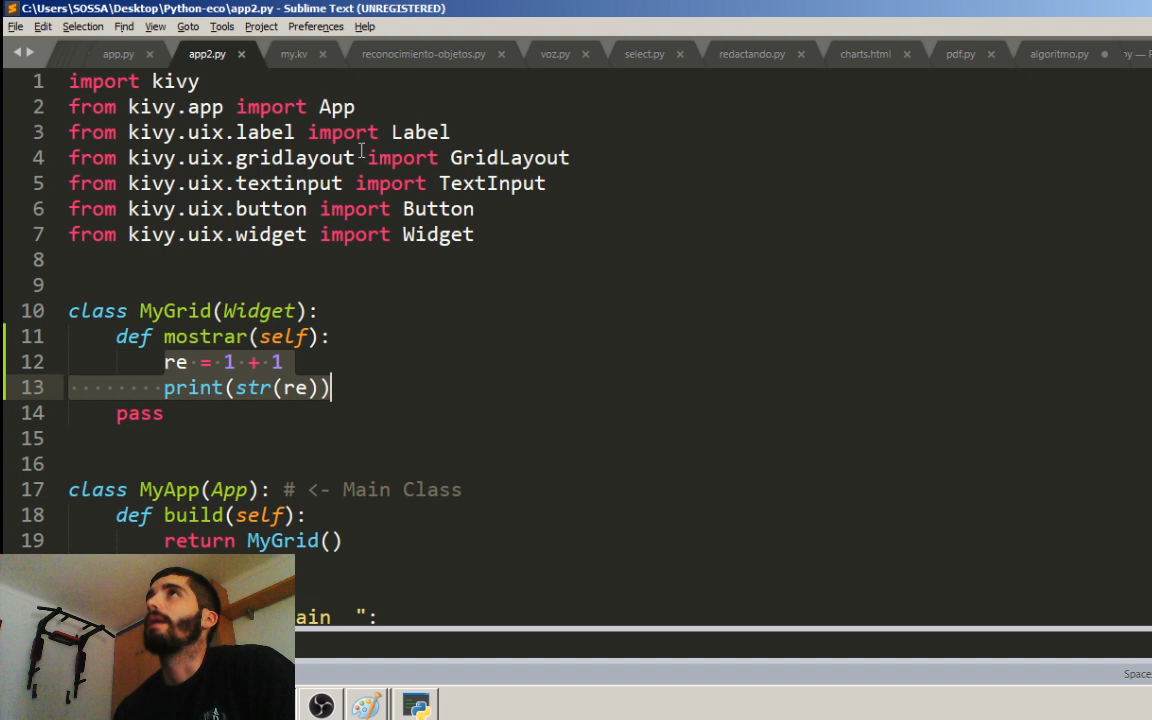 C:\Users\SOSSA\Desktop\Python-eco\app2.py - Sublime Text (UNREGISTERED)
File Edit Selection Find View Goto Tools Project Preferences Help
app.py × app2.py × my.kv × reconocimiento-objetos.py × voz.py × select.py × redactando.py × charts.html × pdf.py × algoritmo.py
1 import kivy
2 from kivy.app import App
3 from kivy.uix.label import Label
4 from kivy.uix.gridlayout import GridLayout
5 from kivy.uix.textinput import TextInput
6 from kivy.uix.button import Button
7 from kivy.uix.widget import Widget
8
9
10 class MyGrid(Widget):
11 def mostrar(self):
12 re = 1 + 1
13 print(str(re))
14 pass
15
16
17 class MyApp(App): # <- Main Class
18 def build(self):
19 return MyGrid()
ain__":
Spaces